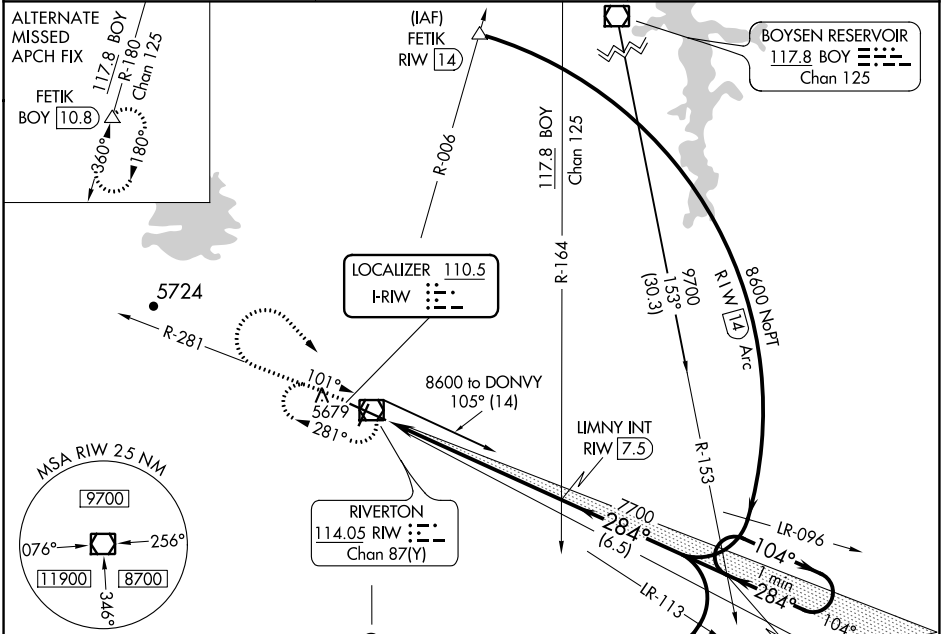 ALTERNATE
MISSED
APCH FIX
117.8 BOY
R-180
Chan 125
FETIK
BOY 10.8
360°
180°
(IAF)
FETIK
RIW 14
R-006
117.8 BOY
Chan 125
R-164
BOYSEN RESERVOIR
117.8 BOY
Chan 125
9700
153°
(30.3)
R-153
8600 NoPT
RIW 14 Arc
LOCALIZER 110.5
I-RIW
5724
R-281
101°
5679
281°
8600 to DONVY
105° (14)
LIMNY INT
RIW 7.5
RIVERTON
114.05 RIW
Chan 87(Y)
7700
284°
(6.5)
LR-096
104°
1 min
284°
104°
LR-113
MSA RIW 25 NM
9700
076°
256°
11900
8700
346°